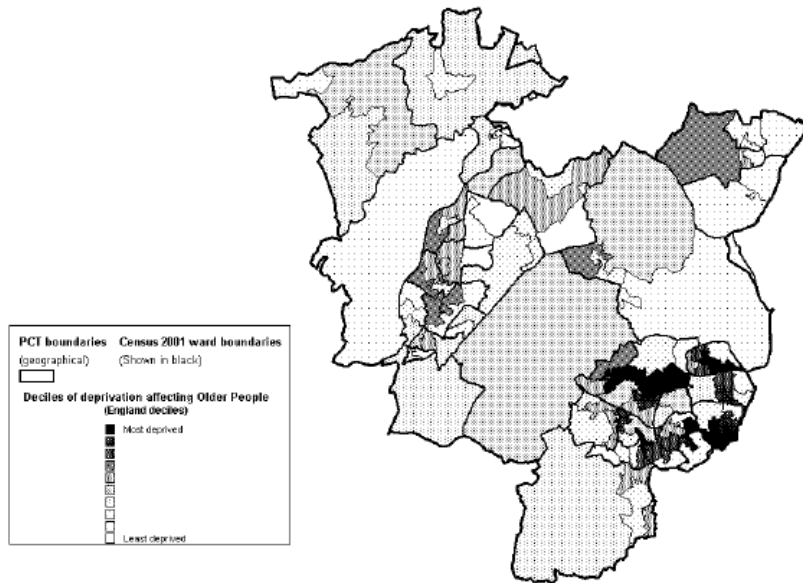 PCT boundaries Census 2001 ward boundaries
(geographical) (Shown in black)
Deciles of deprivation affecting Older People
(England deciles)
Most deprived
Least deprived